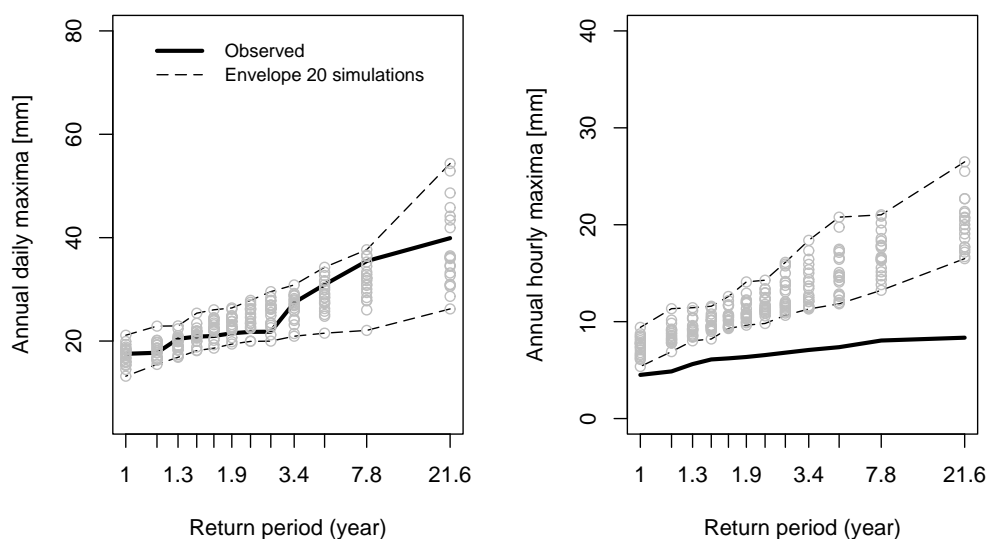 Annual daily maxima [mm]
80
60
40
20
Observed
Envelope 20 simulations
1 1.3 1.9 3.4 7.8 21.6
Return period (year)
Annual hourly maxima [mm]
40
30
20
10
0
1 1.3 1.9 3.4 7.8 21.6
Return period (year)